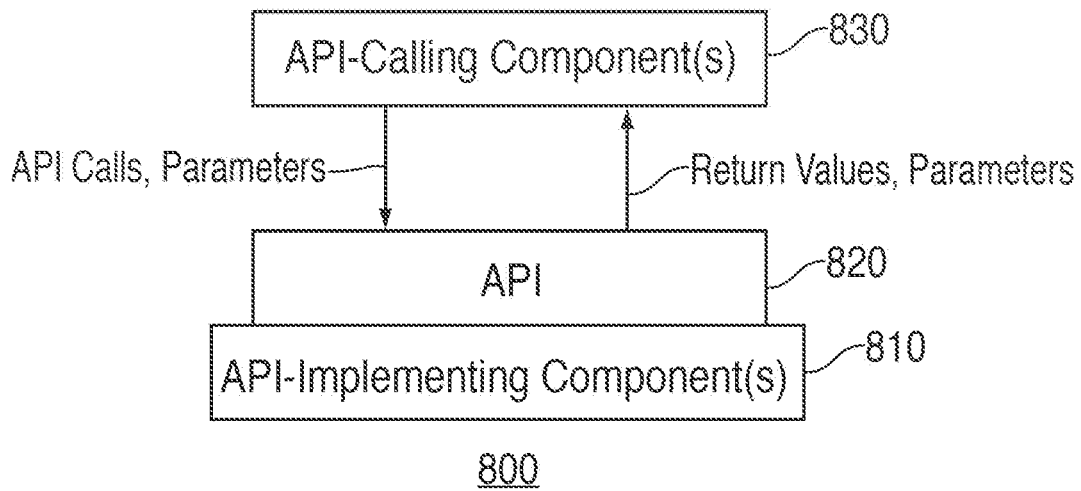 830
API-Calling Component(s)
API Calls, Parameters
Return Values, Parameters
820
API
810
API-Implementing Component(s)
800